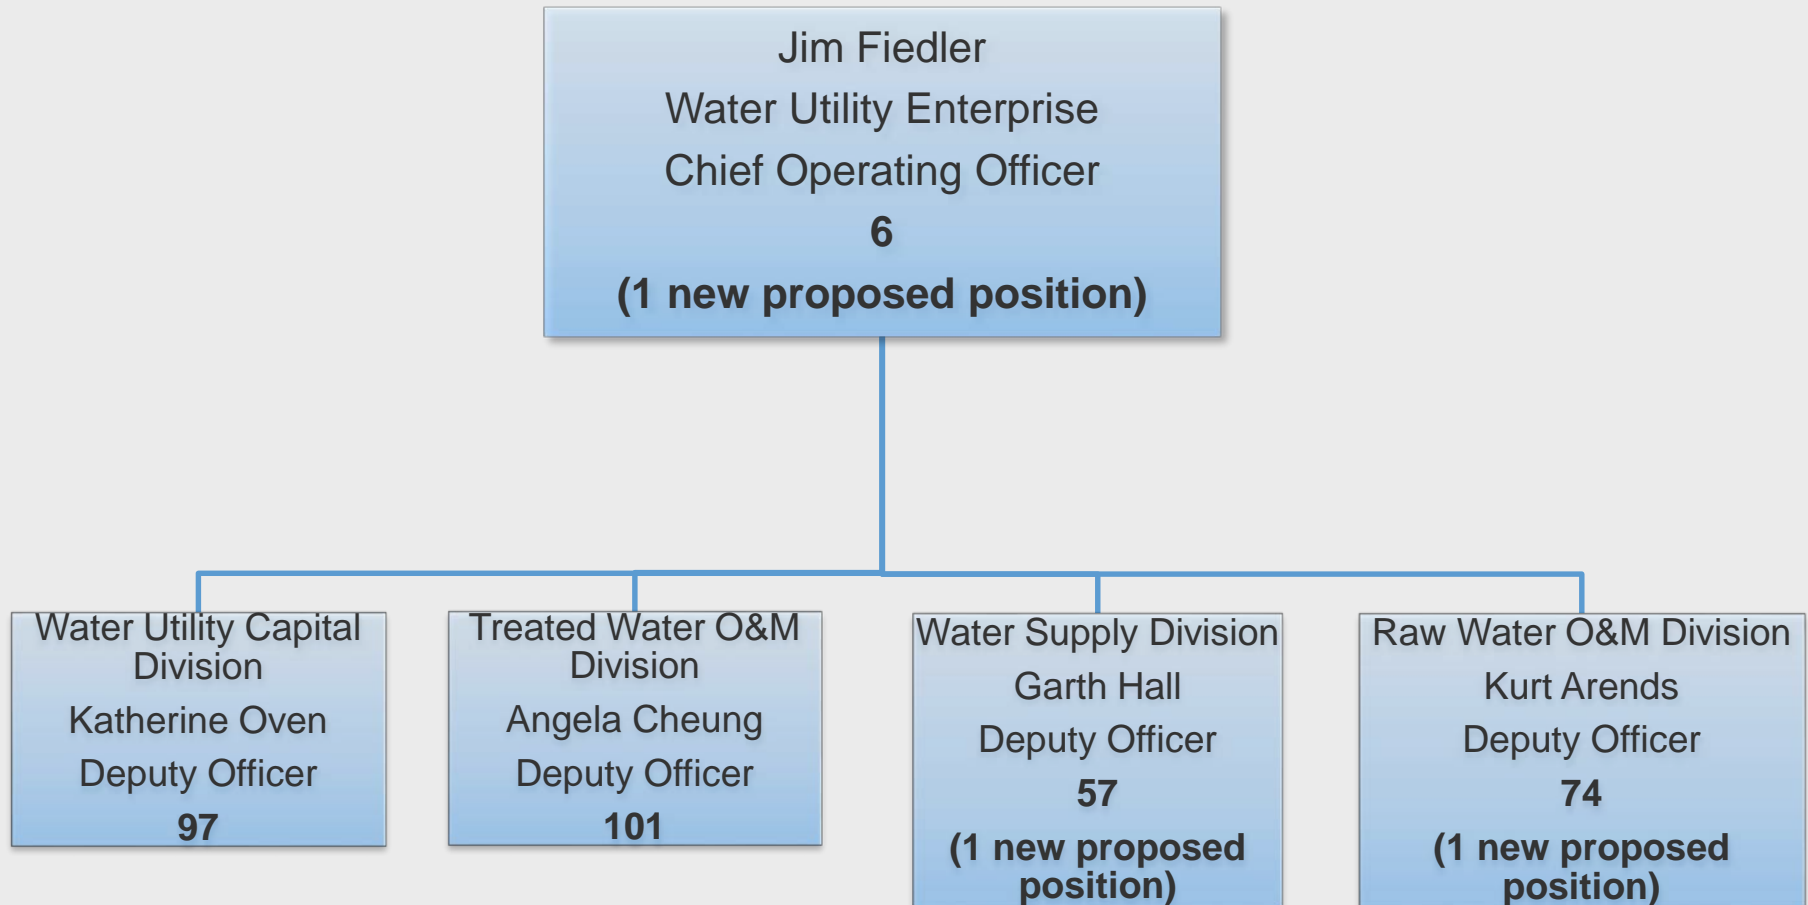 Jim Fiedler
Water Utility Enterprise
Chief Operating Officer
6
(1 new proposed position)
Water Utility Capital
Division
Katherine Oven
Deputy Officer
97
Treated Water O&M
Division
Angela Cheung
Deputy Officer
101
Water Supply Division
Garth Hall
Deputy Officer
57
(1 new proposed
position)
Raw Water O&M Division
Kurt Arends
Deputy Officer
74
(1 new proposed
position)